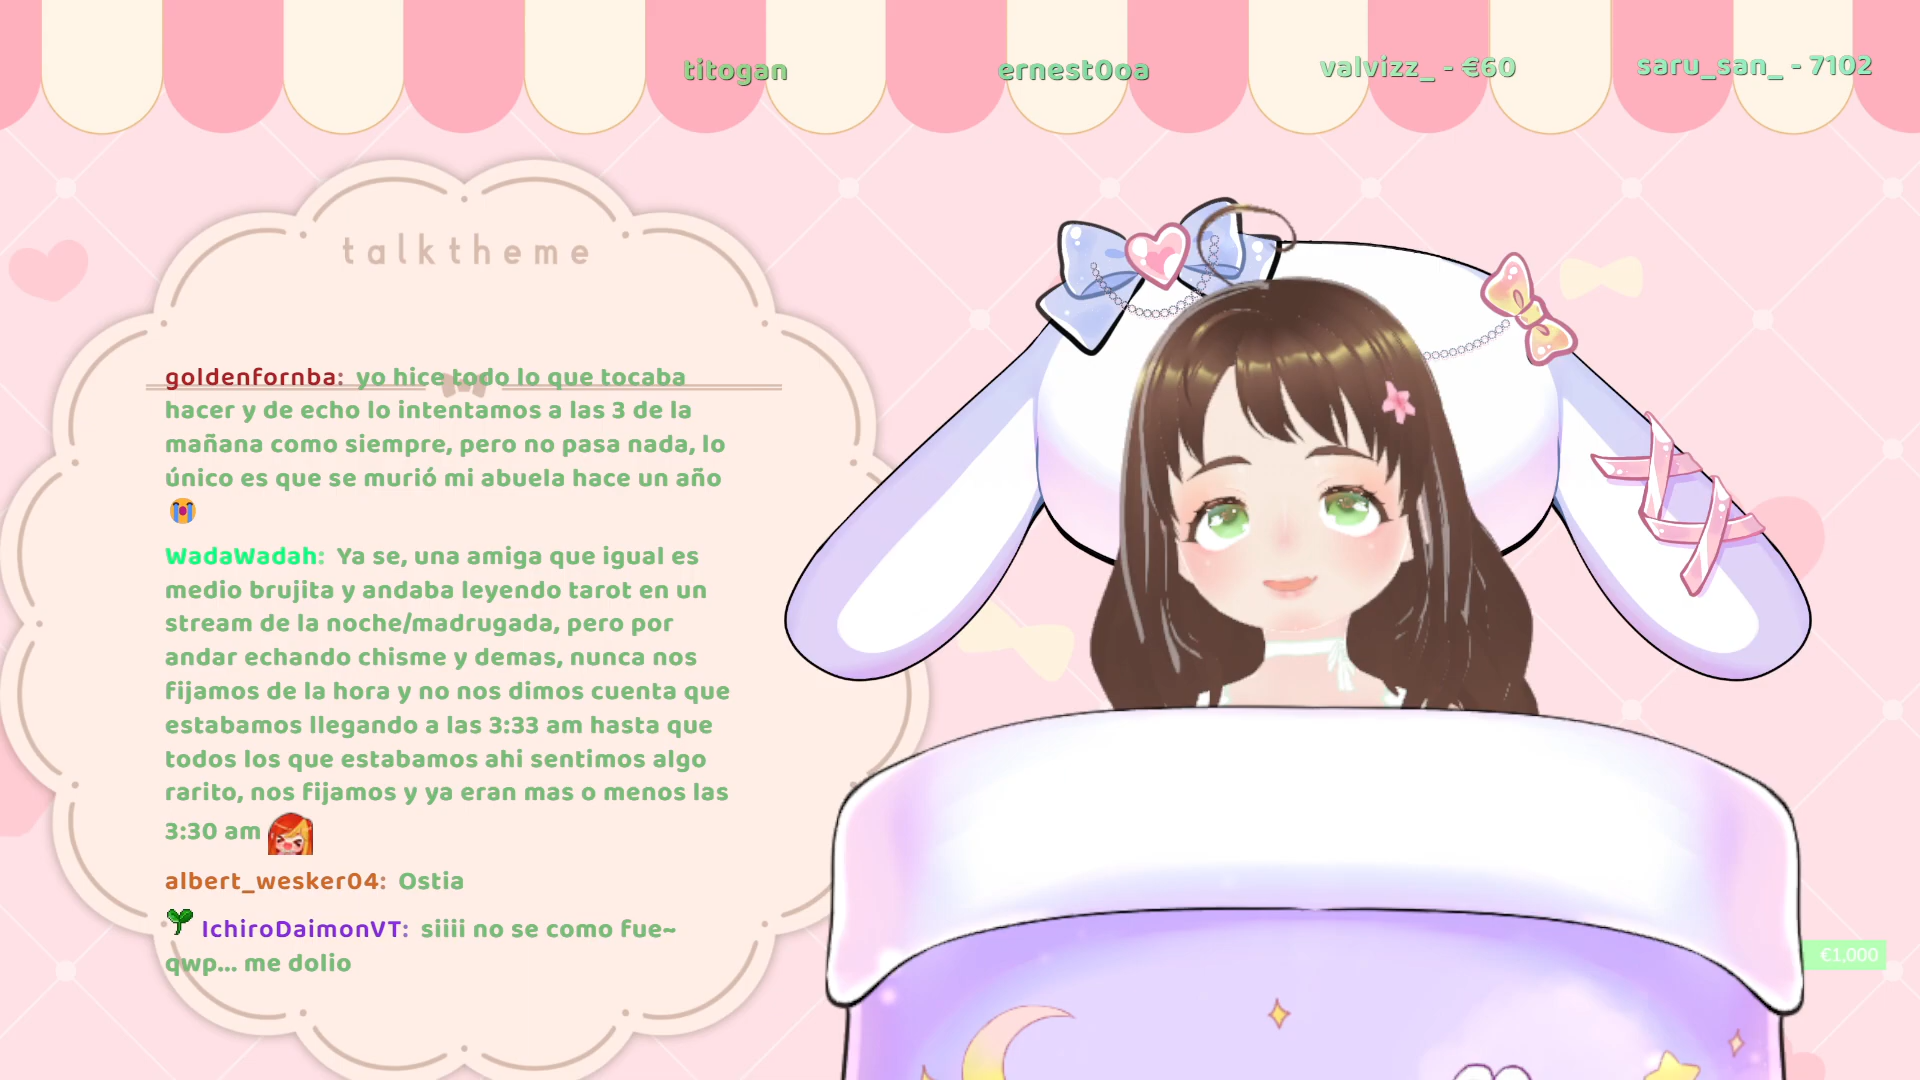 titogan
ernest0oa
valvizz_ - €60
saru_san_ - 7102
talktheme
goldenfornba: yo hice todo lo que tocaba
hacer y de echo lo intentamos a las 3 de la
mañana como siempre, pero no pasa nada, lo
único es que se murió mi abuela hace un año
WadaWadah: Ya se, una amiga que igual es
medio brujita y andaba leyendo tarot en un
stream de la noche/madrugada, pero por
andar echando chisme y demas, nunca nos
fijamos de la hora y no nos dimos cuenta que
estabamos llegando a las 3:33 am hasta que
todos los que estabamos ahi sentimos algo
rarito, nos fijamos y ya eran mas o menos las
3:30 am
albert_wesker04: Ostia
IchiroDaimonVT: siiii no se como fue~
qwp... me dolio
€1,000